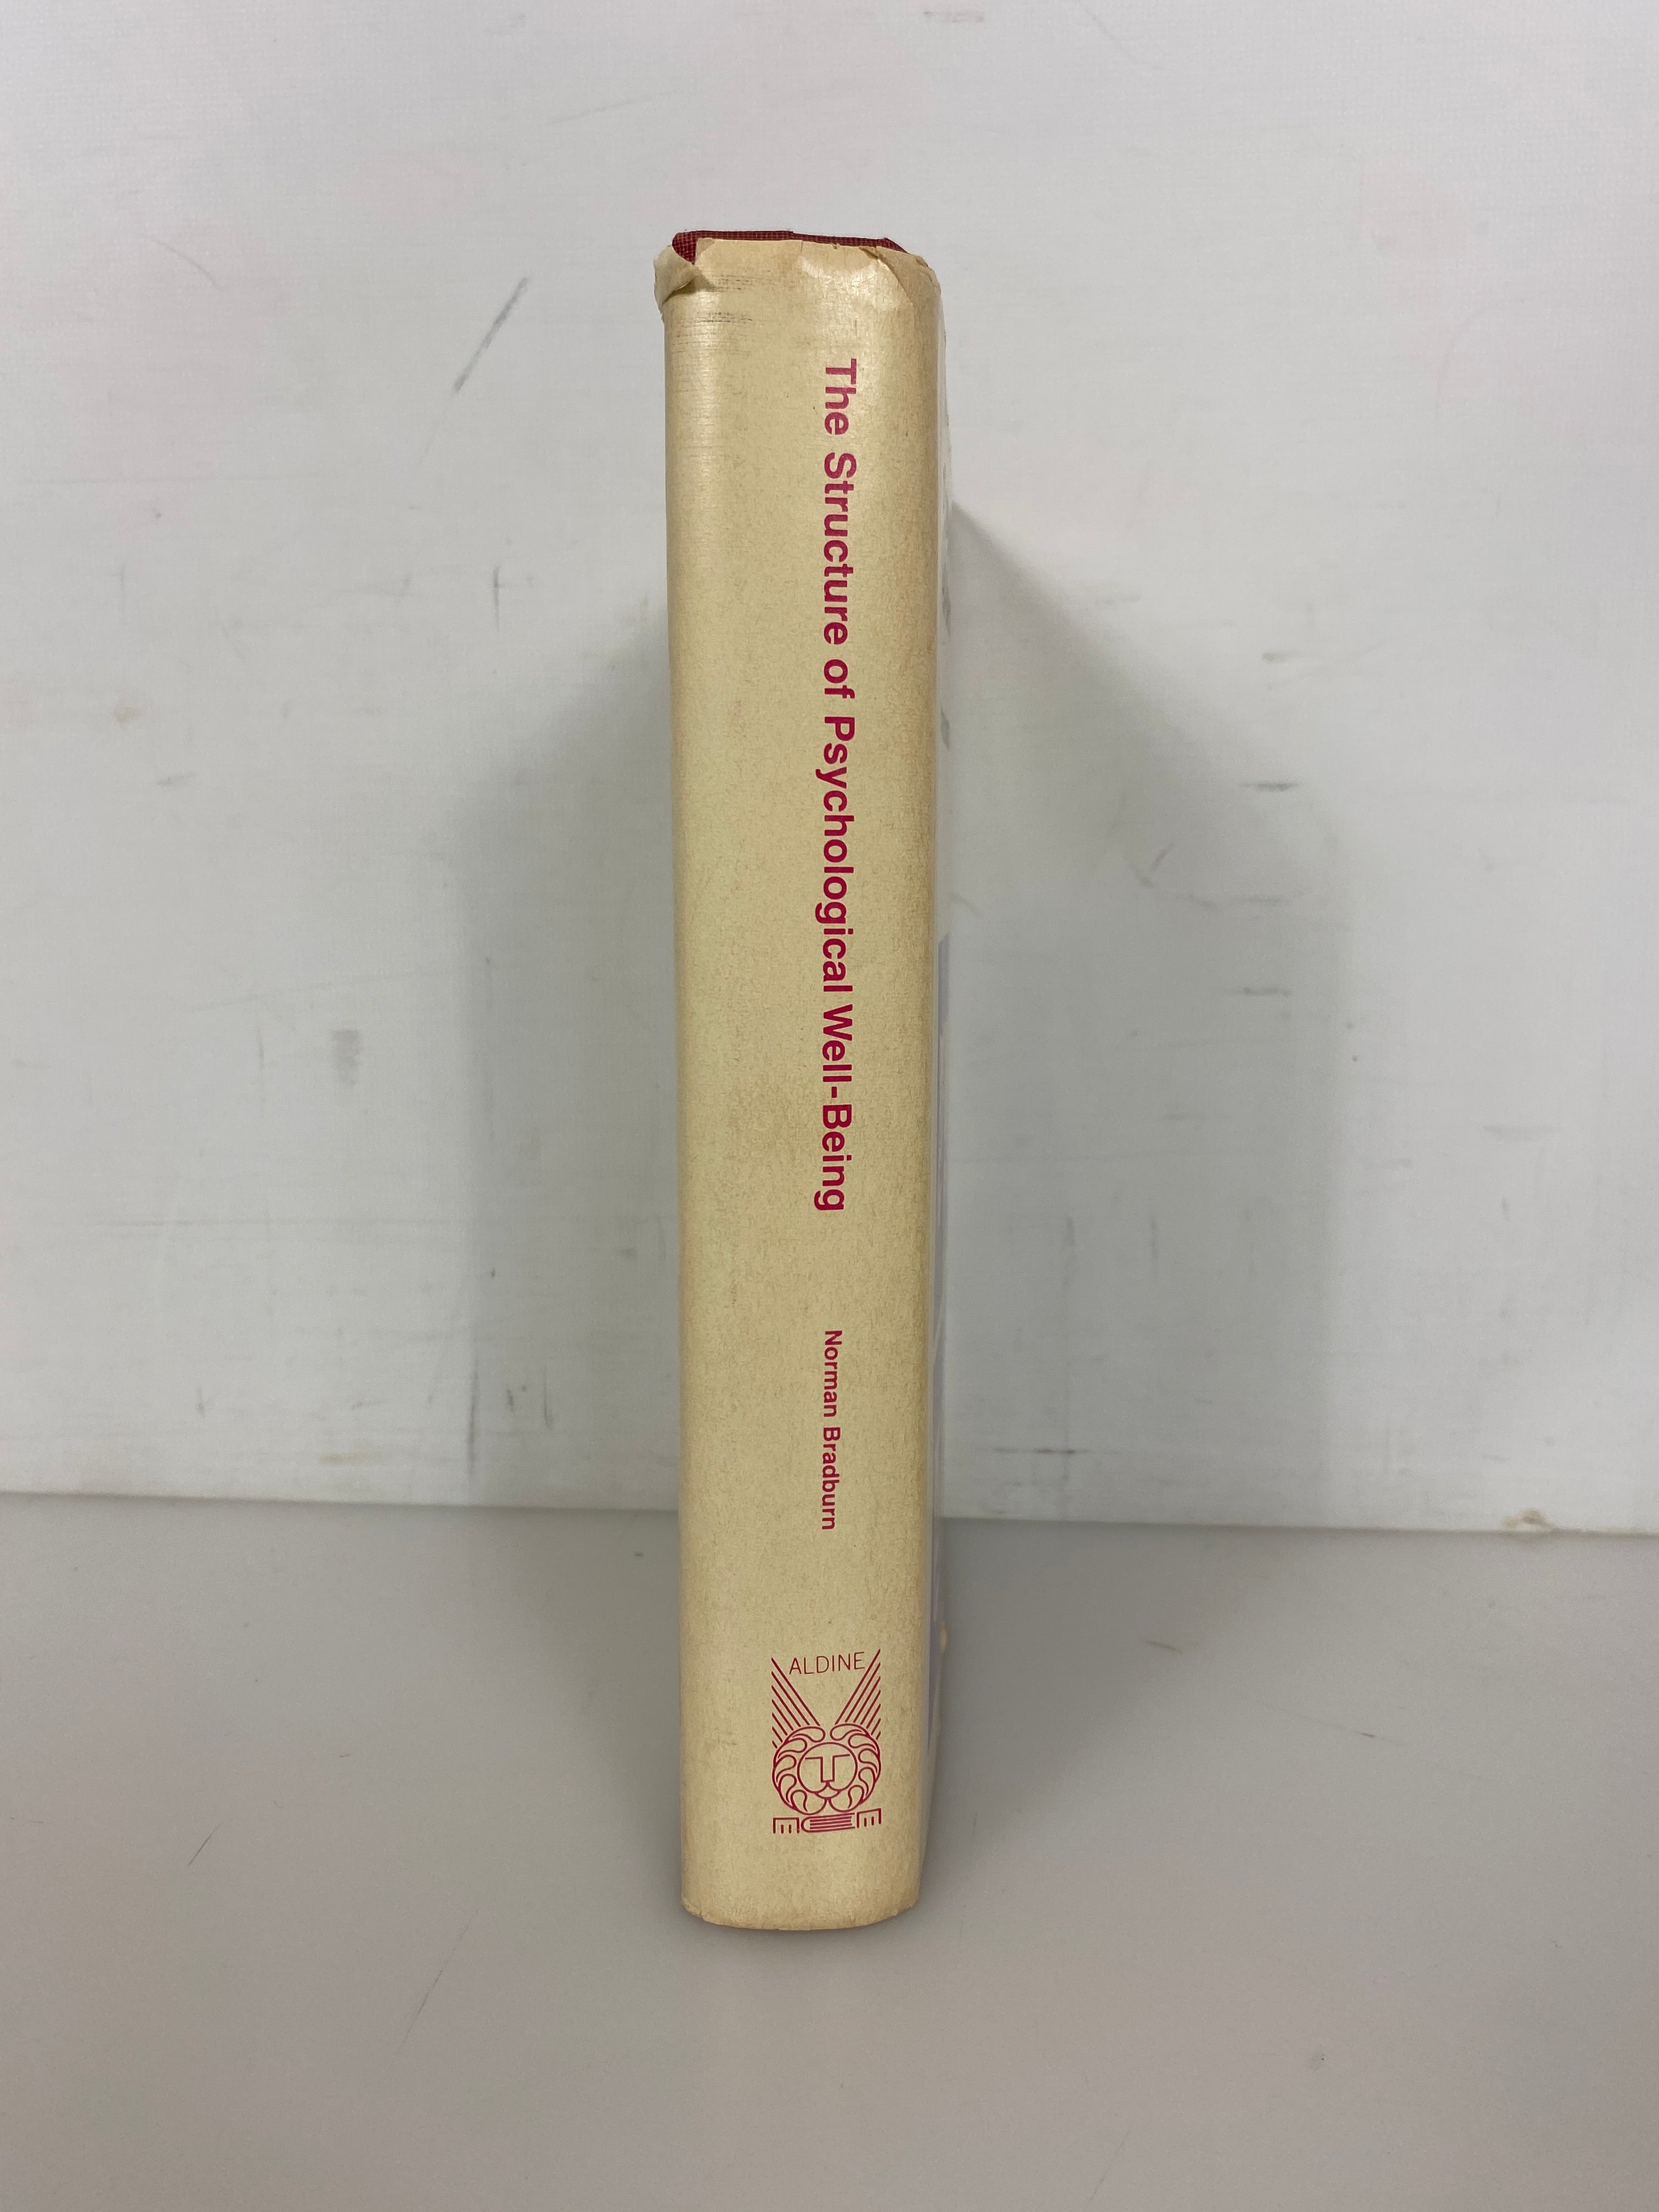 The Structure of Psychological Well-Being
Norman Bradburn
ALDINE